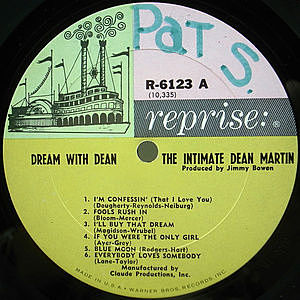 Pat S.
R-6123 A
(10,335)
reprise:®
DREAM WITH DEAN
THE INTIMATE DEAN MARTIN
Produced by Jimmy Bowen
1. I'M CONFESSIN' (That I Love You)
(Dougherty-Reynolds-Neiburg)
2. FOOLS RUSH IN
(Bloom-Mercer)
3. I'LL BUY THAT DREAM
(Magidson-Wrubel)
4. IF YOU WERE THE ONLY GIRL
(Ayer-Grey)
5. BLUE MOON (Rodgers-Hart)
6. EVERYBODY LOVES SOMEBODY
(Lane-Taylor)
Manufactured by
Claude Productions, Inc.
MADE IN U.S.A. • WARNER BROS. RECORDS, INC.